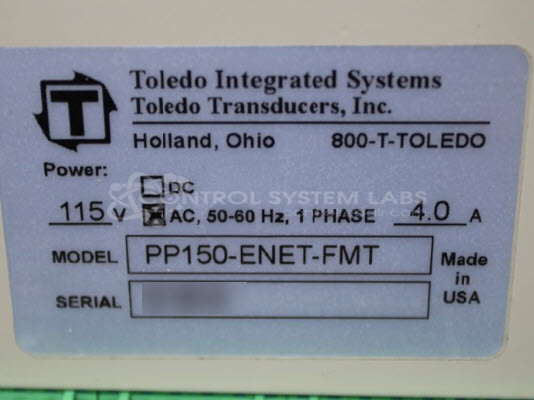 T
Toledo Integrated Systems
Toledo Transducers, Inc.
Holland, Ohio 800-T-TOLEDO
Power:
DC
CONTROL SYSTEM LABS
115 V AC, 50-60 Hz, 1 PHASE 4.0 A
MODEL PP150-ENET-FMT
Made in USA
SERIAL